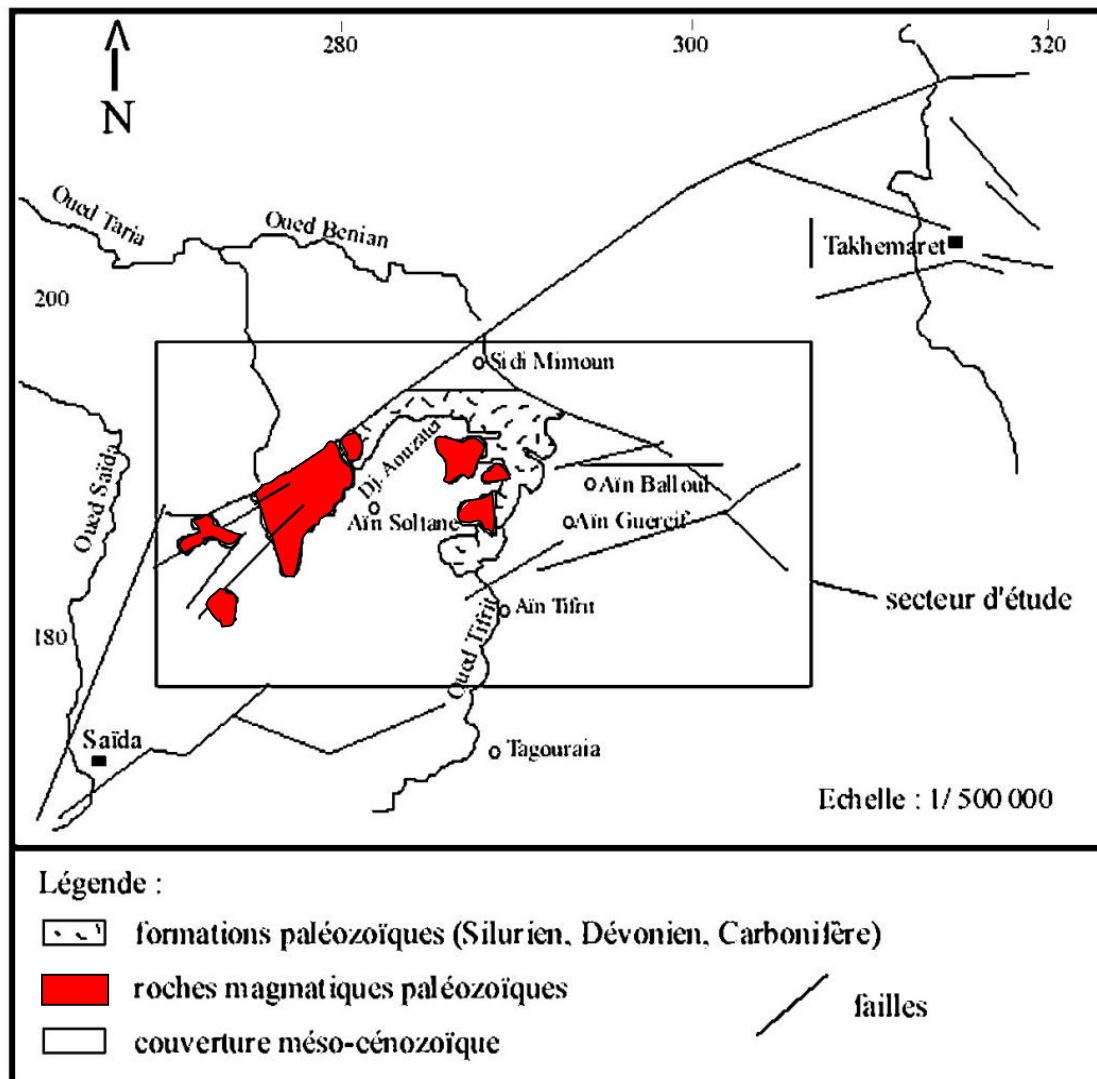 280
300
320
N
Oued Taria
Oued Benian
Takhemaret
200
Sidi Mimoun
Oued Saïda
Dj. Aouzalet
Aïn Balloul
Aïn Soltane
Aïn Guercif
secteur d'étude
Aïn Tifrit
180
Oued Tifrit
Saïda
Tagouraia
Echelle : 1/ 500 000
Légende :
formations paléozoïques (Silurien, Dévonien, Carbonifère)
roches magmatiques paléozoïques
failles
couverture méso-cénozoïque